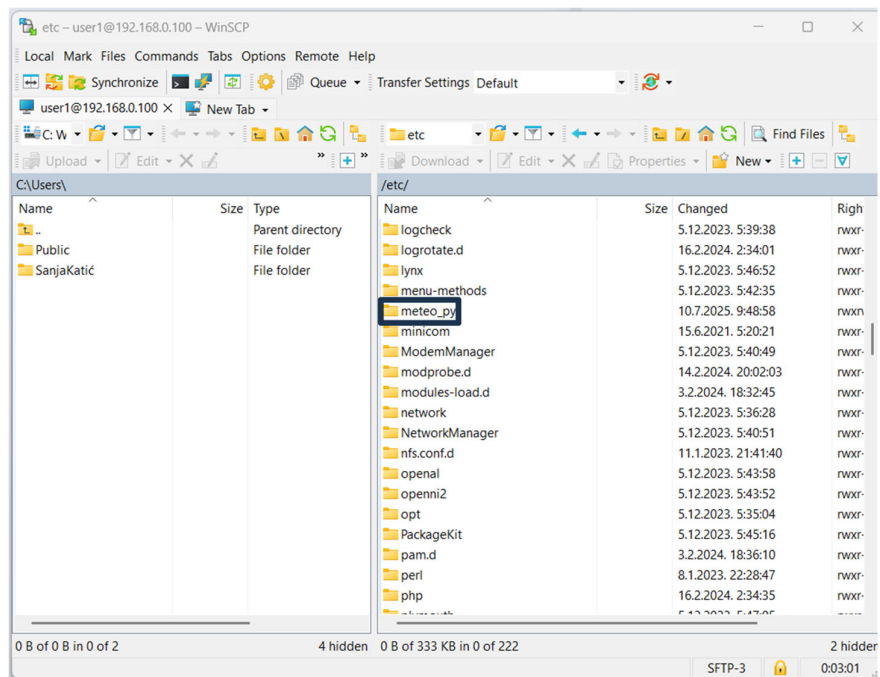 etc – user1@192.168.0.100 – WinSCP
Local Mark Files Commands Tabs Options Remote Help
Synchronize Queue Transfer Settings Default
user1@192.168.0.100 × New Tab
C: W etc Find Files
Upload Edit » Download Edit Properties New
C:\Users\ /etc/
Name Size Type
..  Parent directory
Public File folder
SanjaKatić File folder
Name Size Changed Righ
logcheck 5.12.2023. 5:39:38 rwxr-
logrotate.d 16.2.2024. 2:34:01 rwxr-
lynx 5.12.2023. 5:46:52 rwxr-
menu-methods 5.12.2023. 5:42:35 rwxr-
meteo_py 10.7.2025. 9:48:58 rwxr
minicom 15.6.2021. 5:20:21 rwxr-
ModemManager 5.12.2023. 5:40:49 rwxr-
modprobe.d 14.2.2024. 20:02:03 rwxr-
modules-load.d 3.2.2024. 18:32:45 rwxr-
network 5.12.2023. 5:36:28 rwxr-
NetworkManager 5.12.2023. 5:40:51 rwxr-
nfs.conf.d 11.1.2023. 21:41:40 rwxr-
openal 5.12.2023. 5:43:58 rwxr-
openni2 5.12.2023. 5:43:52 rwxr-
opt 5.12.2023. 5:35:04 rwxr-
PackageKit 5.12.2023. 5:45:16 rwxr-
pam.d 3.2.2024. 18:36:10 rwxr-
perl 8.1.2023. 22:28:47 rwxr-
php 16.2.2024. 2:34:35 rwxr-
0 B of 0 B in 0 of 2 4 hidden 0 B of 333 KB in 0 of 222 2 hidden
SFTP-3 0:03:01